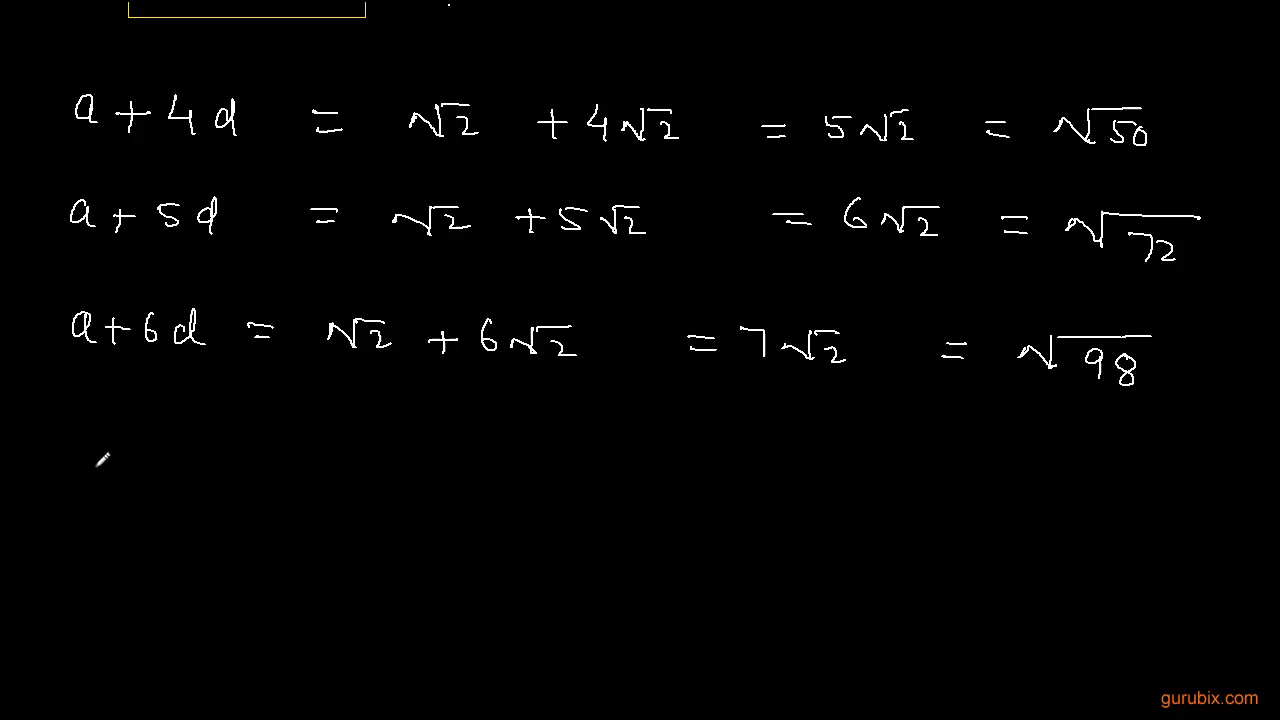 a + 4d = √2 + 4√2 = 5√2 = √50
a + 5d = √2 + 5√2 = 6√2 = √72
a + 6d = √2 + 6√2 = 7√2 = √98
gurubix.com